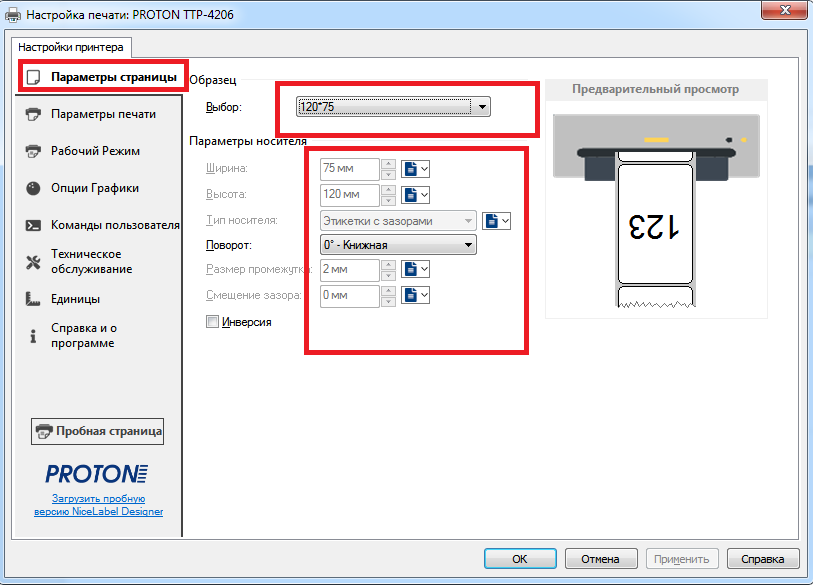 Настройка печати: PROTON TTP-4206
Настройки принтера
Параметры страницы
Параметры печати
Рабочий Режим
Опции Графики
Команды пользователя
Техническое
обслуживание
Единицы
Справка и о
программе
Пробная страница
PROTON
Загрузить пробную
версию NiceLabel Designer
Образец
Выбор:
120*75
Параметры носителя
Ширина:
75 мм
Высота:
120 мм
Тип носителя:
Этикетки с зазорами
Поворот:
0° - Книжная
Размер промежутка:
2 мм
Смещение зазора:
0 мм
Инверсия
Предварительный просмотр
123
ОК
Отмена
Применить
Справка